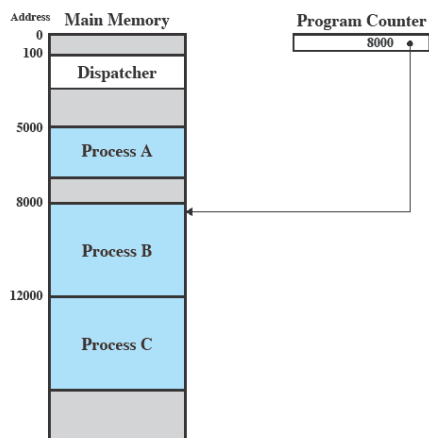 Address
Main Memory
Program Counter
0
8000
100
Dispatcher
5000
Process A
8000
Process B
12000
Process C